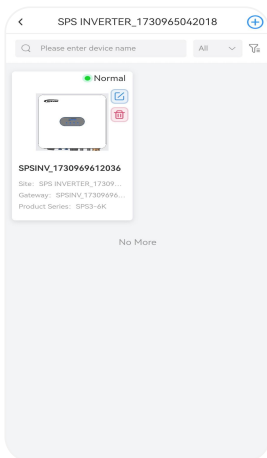 SPS INVERTER_1730965042018
Please enter device name
All
Normal
SPSINV_1730969612036
Site: SPS INVERTER_17309...
Gateway: SPSINV_17309696...
Product Series: SPS3-6K
No More